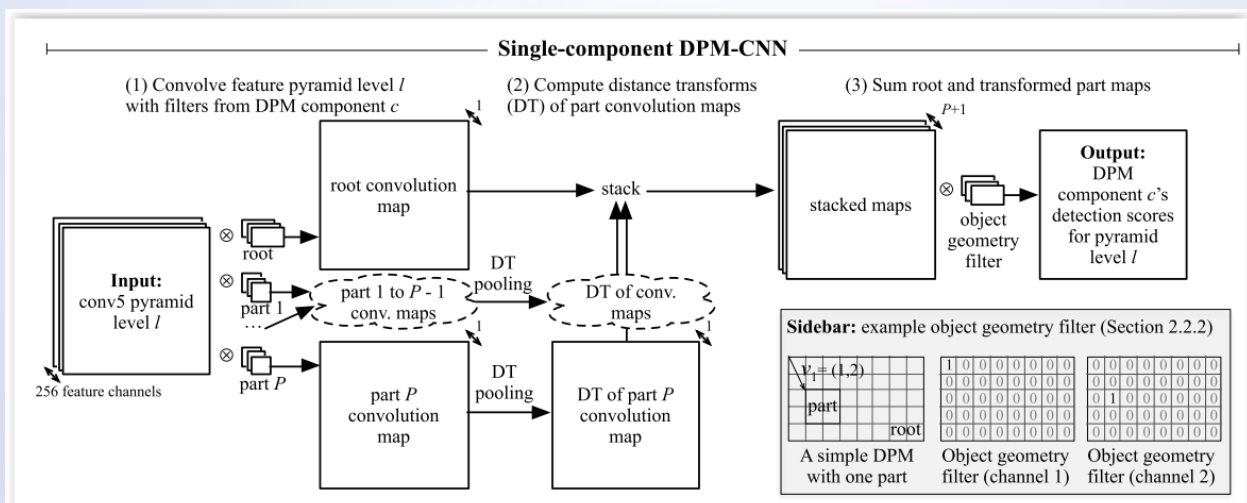 Single-component DPM-CNN
(1) Convolve feature pyramid level l
with filters from DPM component c
(2) Compute distance transforms
(DT) of part convolution maps
(3) Sum root and transformed part maps
1
root convolution
map
stack
P+1
stacked maps
⊗
object
geometry
filter
Output:
DPM
component c's
detection scores
for pyramid
level l
Input:
conv5 pyramid
level l
256 feature channels
⊗
root
⊗
part 1
...
⊗
part P
part 1 to P - 1
conv. maps
DT
pooling
DT of conv.
maps
1
part P
convolution
map
DT
pooling
1
DT of part P
convolution
map
Sidebar: example object geometry filter (Section 2.2.2)
v1= (1,2)
part
root
A simple DPM
with one part
1 0 0 0 0 0 0 0
0 0 0 0 0 0 0 0
0 0 0 0 0 0 0 0
0 0 0 0 0 0 0 0
0 0 0 0 0 0 0 0
Object geometry
filter (channel 1)
0 0 0 0 0 0 0 0
0 0 0 0 0 0 0 0
0 1 0 0 0 0 0 0
0 0 0 0 0 0 0 0
0 0 0 0 0 0 0 0
Object geometry
filter (channel 2)